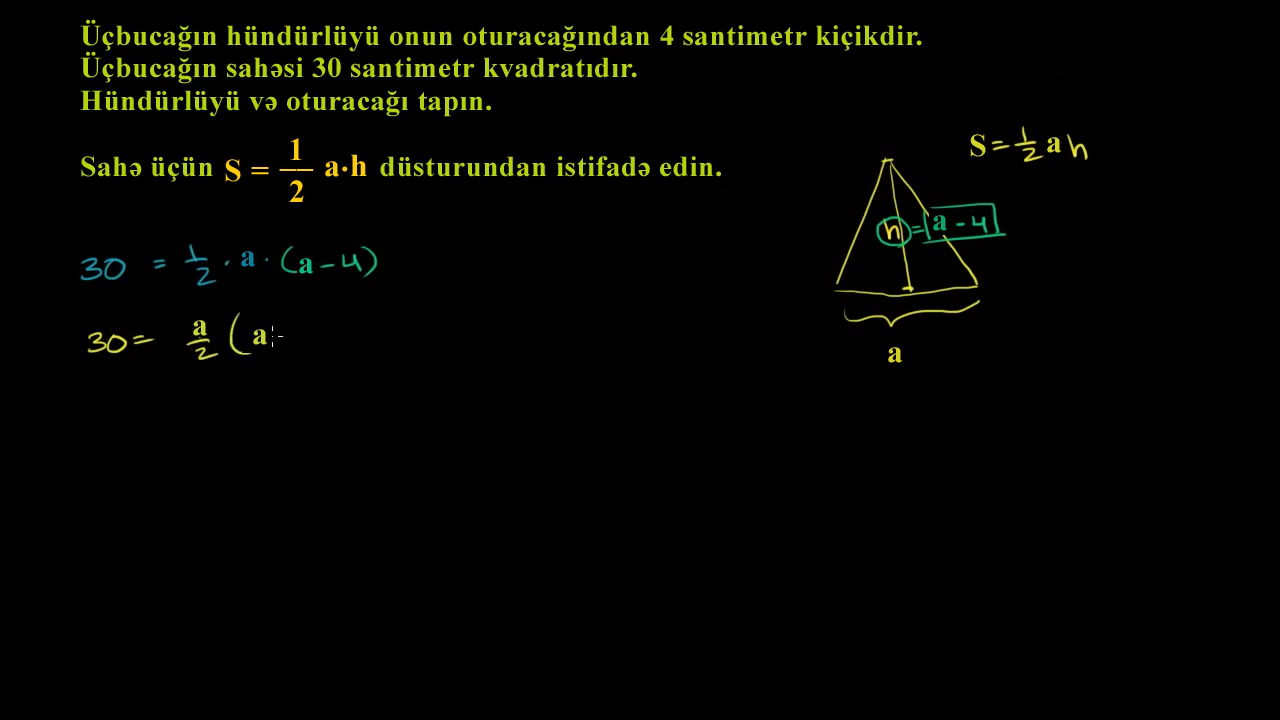 Üçbucağın hündürlüyü onun oturacağından 4 santimetr kiçikdir.
Üçbucağın sahəsi 30 santimetr kvadratıdır.
Hündürlüyü və oturacağı tapın.
Sahə üçün S = 1/2 a·h düsturundan istifadə edin.
S = 1/2 a h
h = a - 4
a
30 = 1/2 · a · (a - 4)
30 = a/2 (a -